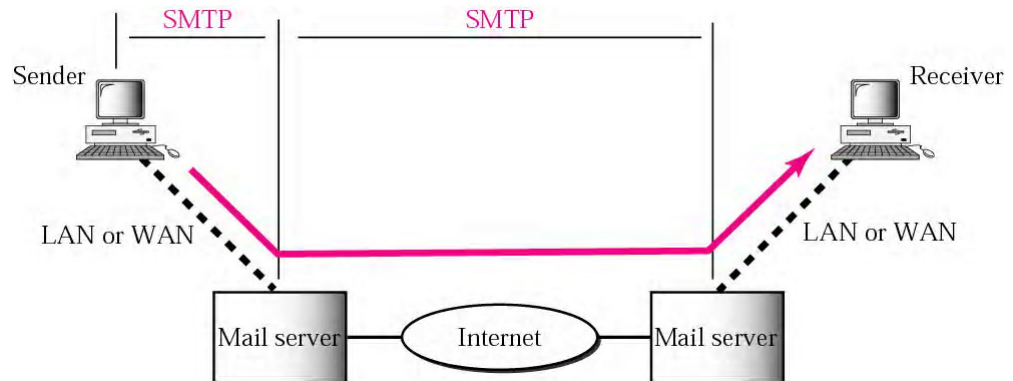 SMTP SMTP
Sender Receiver
LAN or WAN LAN or WAN
Mail server Internet Mail server